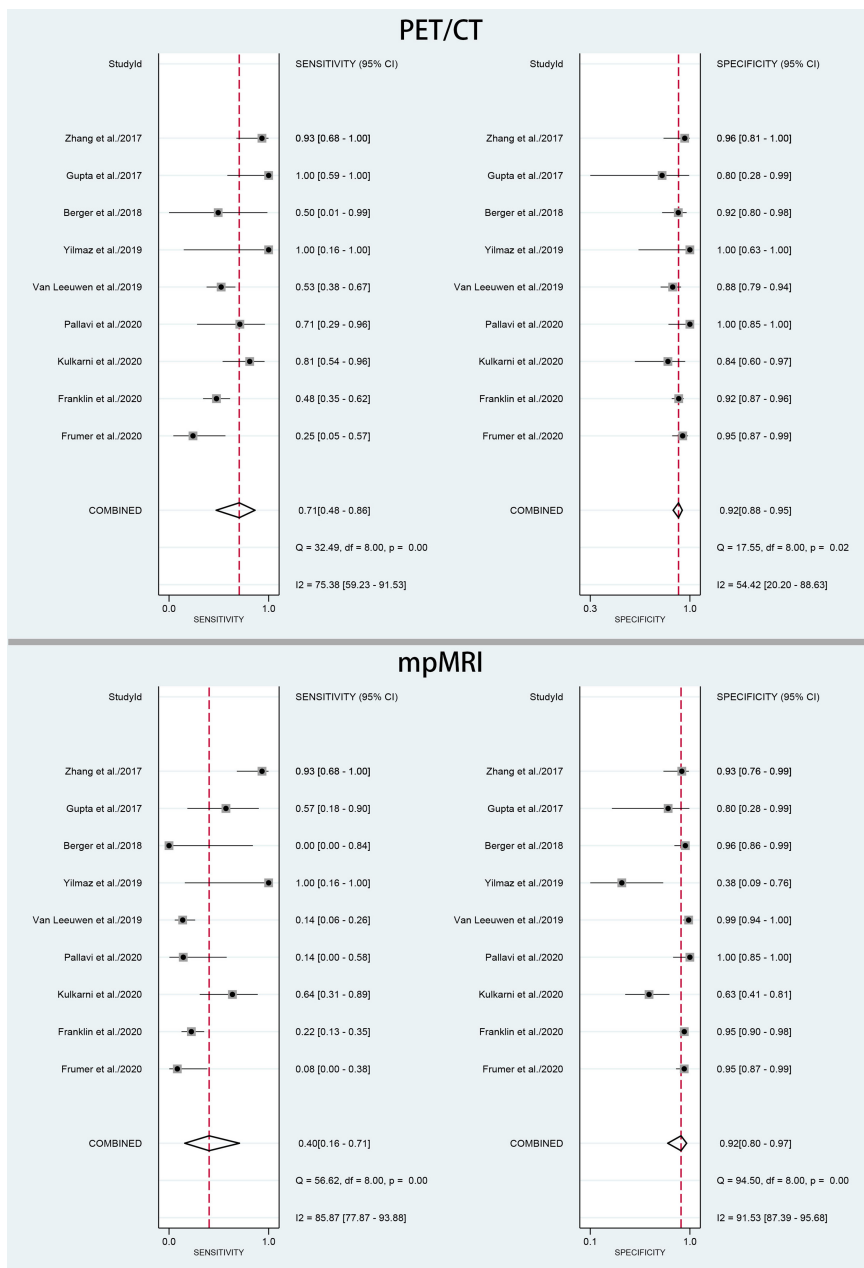 PET/CT
StudyId SENSITIVITY (95% CI) StudyId SPECIFICITY (95% CI)
Zhang et al./2017 0.93 [0.68 - 1.00] Zhang et al./2017 0.96 [0.81 - 1.00]
Gupta et al./2017 1.00 [0.59 - 1.00] Gupta et al./2017 0.80 [0.28 - 0.99]
Berger et al./2018 0.50 [0.01 - 0.99] Berger et al./2018 0.92 [0.80 - 0.98]
Yilmaz et al./2019 1.00 [0.16 - 1.00] Yilmaz et al./2019 1.00 [0.63 - 1.00]
Van Leeuwen et al./2019 0.53 [0.38 - 0.67] Van Leeuwen et al./2019 0.88 [0.79 - 0.94]
Pallavi et al./2020 0.71 [0.29 - 0.96] Pallavi et al./2020 1.00 [0.85 - 1.00]
Kulkarni et al./2020 0.81 [0.54 - 0.96] Kulkarni et al./2020 0.84 [0.60 - 0.97]
Franklin et al./2020 0.48 [0.35 - 0.62] Franklin et al./2020 0.92 [0.87 - 0.96]
Frumer et al./2020 0.25 [0.05 - 0.57] Frumer et al./2020 0.95 [0.87 - 0.99]
COMBINED 0.71[0.48 - 0.86] COMBINED 0.92[0.88 - 0.95]
Q = 32.49, df = 8.00, p = 0.00 Q = 17.55, df = 8.00, p = 0.02
I2 = 75.38 [59.23 - 91.53] I2 = 54.42 [20.20 - 88.63]
0.0 1.0 0.3 1.0
SENSITIVITY SPECIFICITY
mpMRI
StudyId SENSITIVITY (95% CI) StudyId SPECIFICITY (95% CI)
Zhang et al./2017 0.93 [0.68 - 1.00] Zhang et al./2017 0.93 [0.76 - 0.99]
Gupta et al./2017 0.57 [0.18 - 0.90] Gupta et al./2017 0.80 [0.28 - 0.99]
Berger et al./2018 0.00 [0.00 - 0.84] Berger et al./2018 0.96 [0.86 - 0.99]
Yilmaz et al./2019 1.00 [0.16 - 1.00] Yilmaz et al./2019 0.38 [0.09 - 0.76]
Van Leeuwen et al./2019 0.14 [0.06 - 0.26] Van Leeuwen et al./2019 0.99 [0.94 - 1.00]
Pallavi et al./2020 0.14 [0.00 - 0.58] Pallavi et al./2020 1.00 [0.85 - 1.00]
Kulkarni et al./2020 0.64 [0.31 - 0.89] Kulkarni et al./2020 0.63 [0.41 - 0.81]
Franklin et al./2020 0.22 [0.13 - 0.35] Franklin et al./2020 0.95 [0.90 - 0.98]
Frumer et al./2020 0.08 [0.00 - 0.38] Frumer et al./2020 0.95 [0.87 - 0.99]
COMBINED 0.40[0.16 - 0.71] COMBINED 0.92[0.80 - 0.97]
Q = 56.62, df = 8.00, p = 0.00 Q = 94.50, df = 8.00, p = 0.00
I2 = 85.87 [77.87 - 93.88] I2 = 91.53 [87.39 - 95.68]
0.0 1.0 0.1 1.0
SENSITIVITY SPECIFICITY